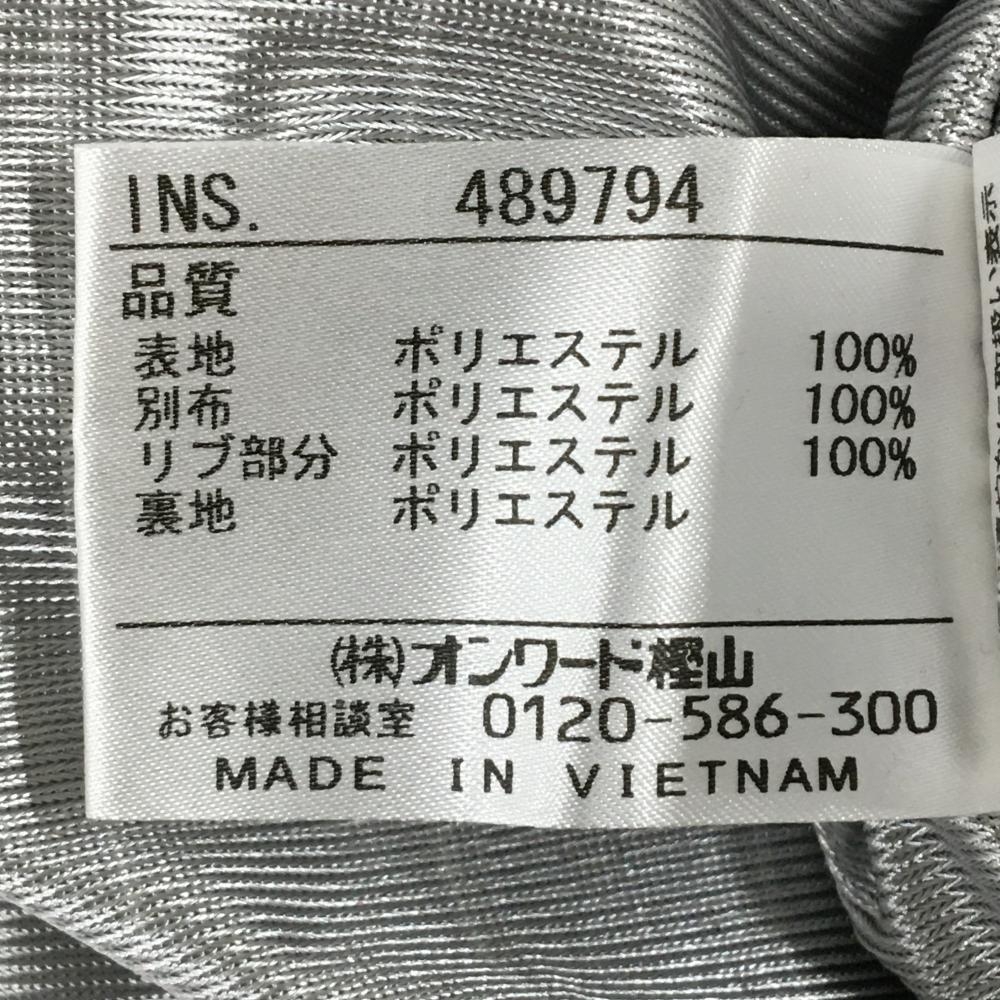 INS. 489794
品質
表地 ポリエステル 100%
別布 ポリエステル 100%
リブ部分 ポリエステル 100%
裏地 ポリエステル
㈱オンワード樫山
お客様相談室 0120-586-300
MADE IN VIETNAM
表示